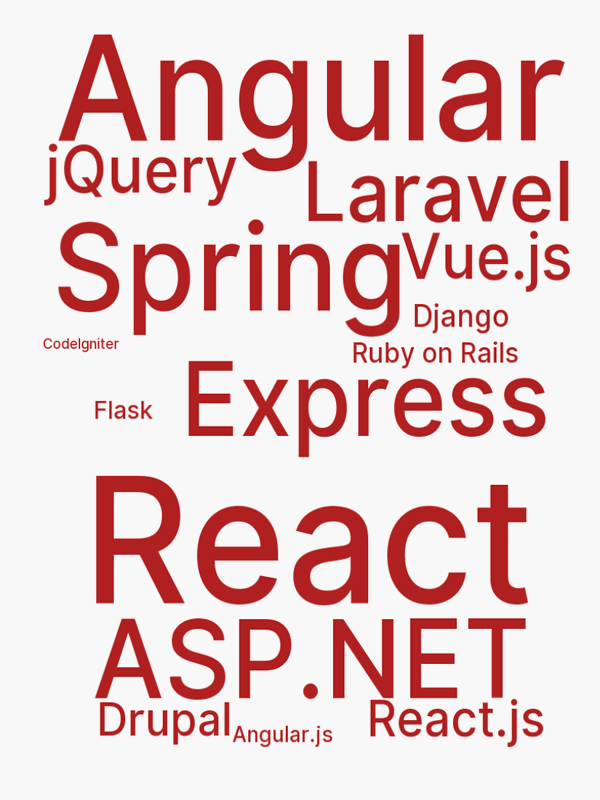 Angular
jQuery
Laravel
Spring
Vue.js
Django
CodeIgniter
Ruby on Rails
Express
Flask
React
ASP.NET
Drupal
React.js
Angular.js